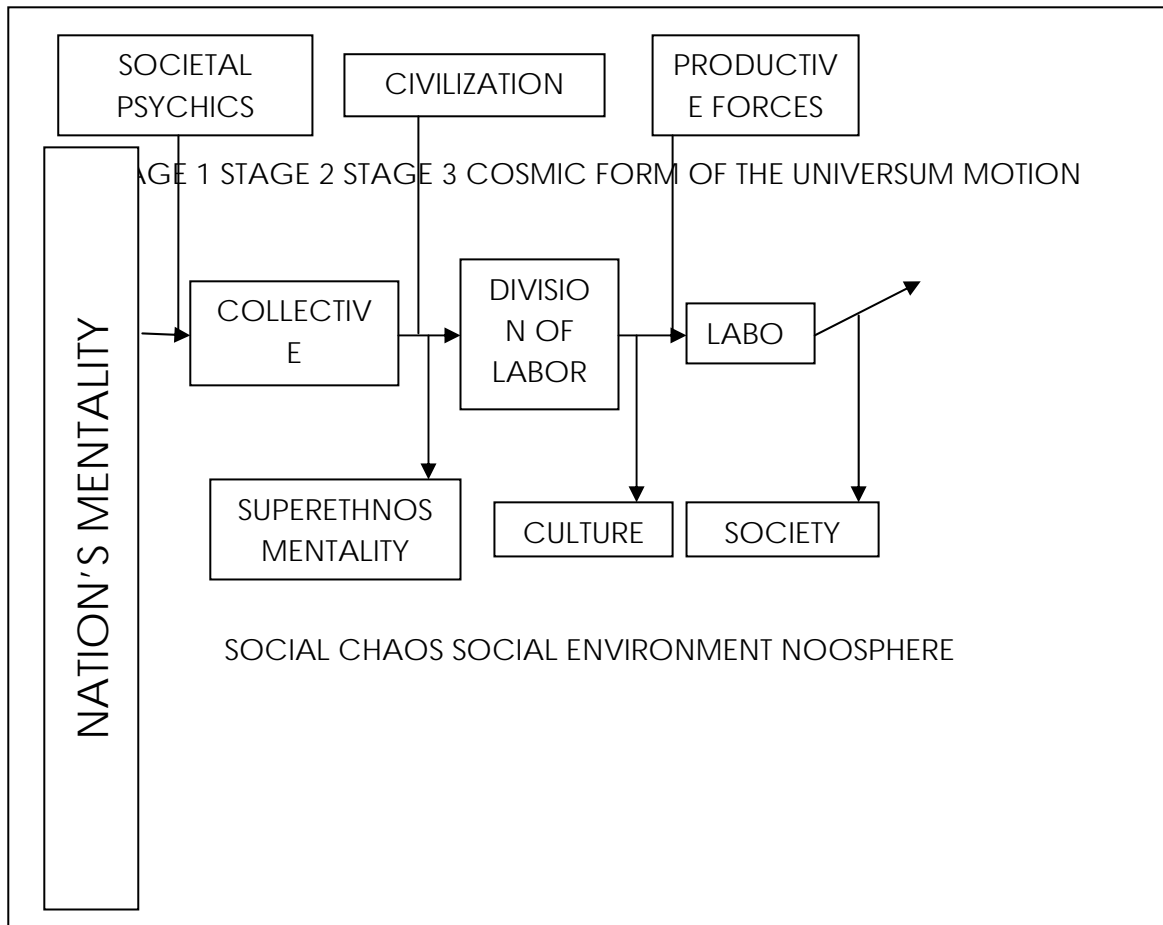 SOCIETAL
PSYCHICS
CIVILIZATION
PRODUCTIV
E FORCES
AGE 1 STAGE 2 STAGE 3 COSMIC FORM OF THE UNIVERSUM MOTION
NATION'S MENTALITY
COLLECTIV
E
DIVISIO
N OF
LABOR
LABO
SUPERETHNOS
MENTALITY
CULTURE
SOCIETY
SOCIAL CHAOS SOCIAL ENVIRONMENT NOOSPHERE